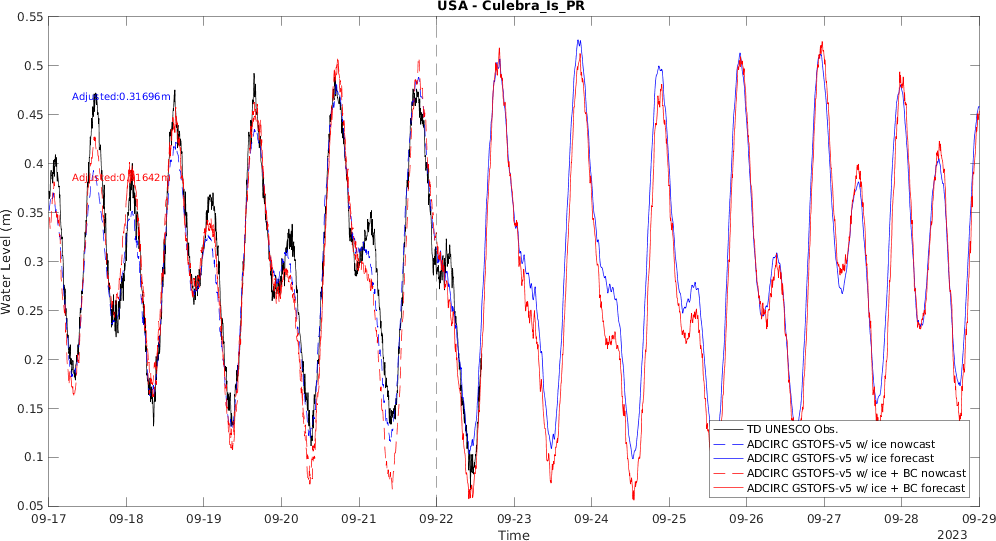 USA - Culebra_Is_PR
0.55
0.5
0.45
0.4
0.35
0.3
0.25
0.2
0.15
0.1
0.05
Water Level (m)
Adjusted:0.31696m
Adjusted:0.31642m
TD UNESCO Obs.
ADCIRC GSTOFS-v5 w/ ice nowcast
ADCIRC GSTOFS-v5 w/ ice forecast
ADCIRC GSTOFS-v5 w/ ice + BC nowcast
ADCIRC GSTOFS-v5 w/ ice + BC forecast
09-17 09-18 09-19 09-20 09-21 09-22 09-23 09-24 09-25 09-26 09-27 09-28 09-29
Time
2023